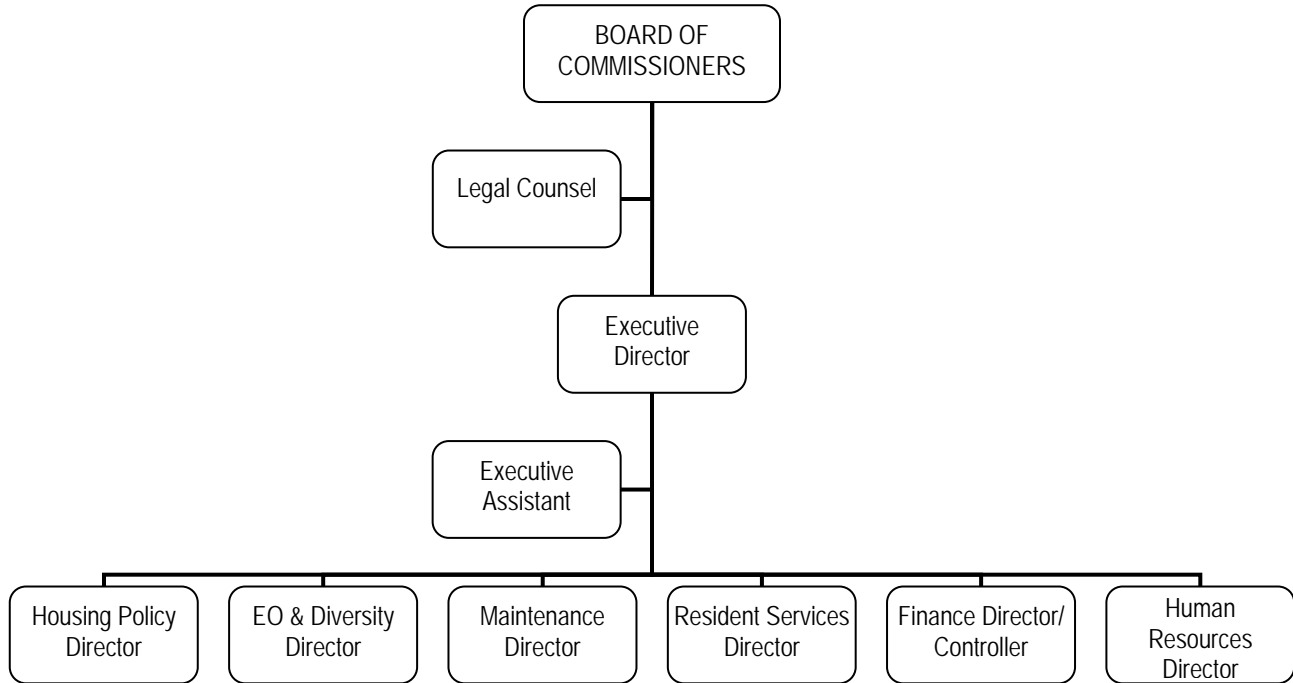 BOARD OF
COMMISSIONERS
Legal Counsel
Executive
Director
Executive
Assistant
Housing Policy
Director
EO & Diversity
Director
Maintenance
Director
Resident Services
Director
Finance Director/
Controller
Human
Resources
Director